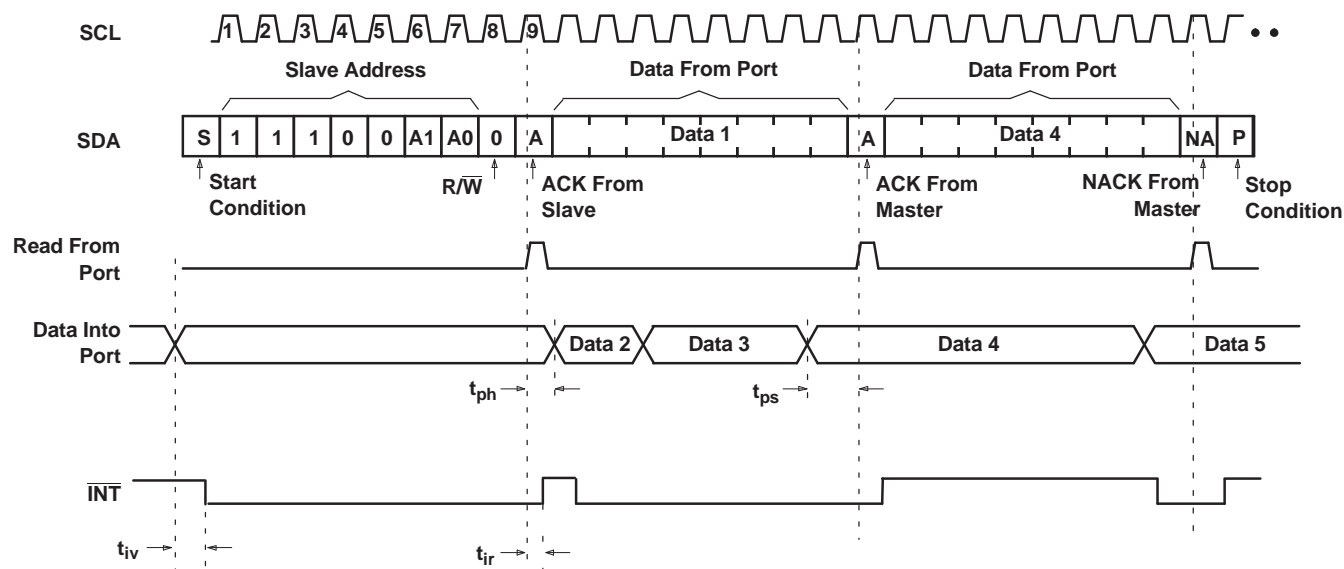 SCL 1 2 3 4 5 6 7 8 9
Slave Address Data From Port Data From Port
SDA S 1 1 1 0 0 A1 A0 0 A Data 1 A Data 4 NA P
Start Condition
R/W̅
ACK From Slave
ACK From Master
NACK From Master
Stop Condition
Read From Port
Data Into Port
Data 2 Data 3 Data 4 Data 5
tph tps
I̅N̅T̅
tiv tir